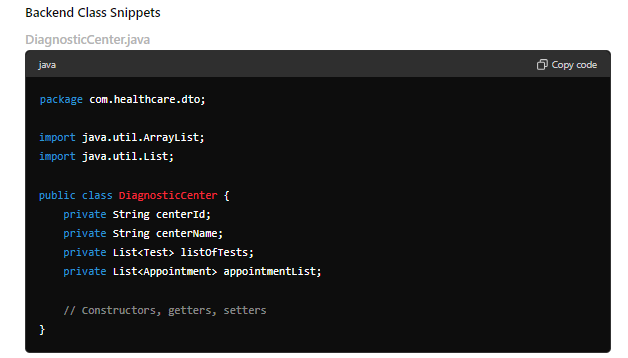 Backend Class Snippets
DiagnosticCenter.java
java
Copy code
package com.healthcare.dto;
import java.util.ArrayList;
import java.util.List;
public class DiagnosticCenter {
    private String centerId;
    private String centerName;
    private List<Test> listOfTests;
    private List<Appointment> appointmentList;
    // Constructors, getters, setters
}